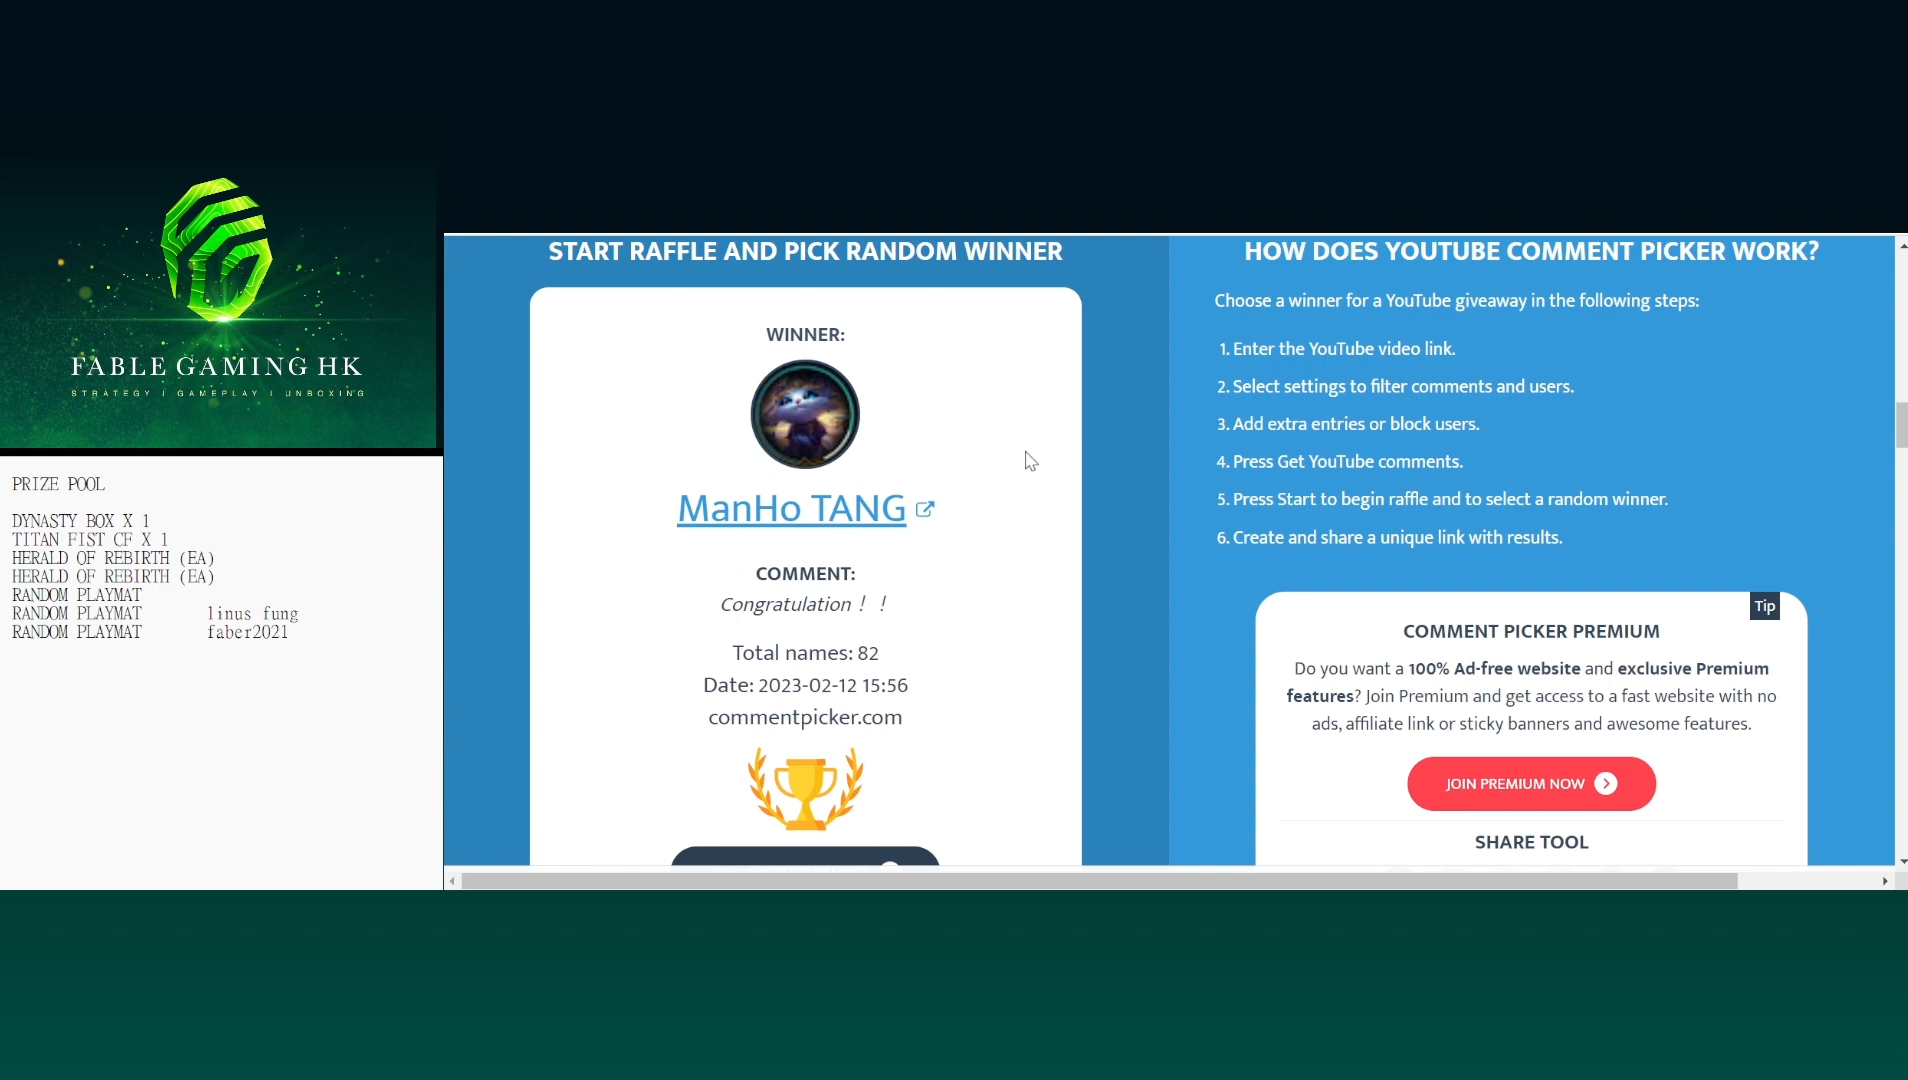 FABLE GAMING HK
STRATEGY | GAMEPLAY | UNBOXING
PRIZE POOL
DYNASTY BOX X 1
TITAN FIST CF X 1
HERALD OF REBIRTH (EA)
HERALD OF REBIRTH (EA)
RANDOM PLAYMAT
RANDOM PLAYMAT linus fung
RANDOM PLAYMAT faber2021
START RAFFLE AND PICK RANDOM WINNER
WINNER:
ManHo TANG
COMMENT:
Congratulation！！
Total names: 82
Date: 2023-02-12 15:56
commentpicker.com
HOW DOES YOUTUBE COMMENT PICKER WORK?
Choose a winner for a YouTube giveaway in the following steps:
1. Enter the YouTube video link.
2. Select settings to filter comments and users.
3. Add extra entries or block users.
4. Press Get YouTube comments.
5. Press Start to begin raffle and to select a random winner.
6. Create and share a unique link with results.
Tip
COMMENT PICKER PREMIUM
Do you want a 100% Ad-free website and exclusive Premium
features? Join Premium and get access to a fast website with no
ads, affiliate link or sticky banners and awesome features.
JOIN PREMIUM NOW
SHARE TOOL